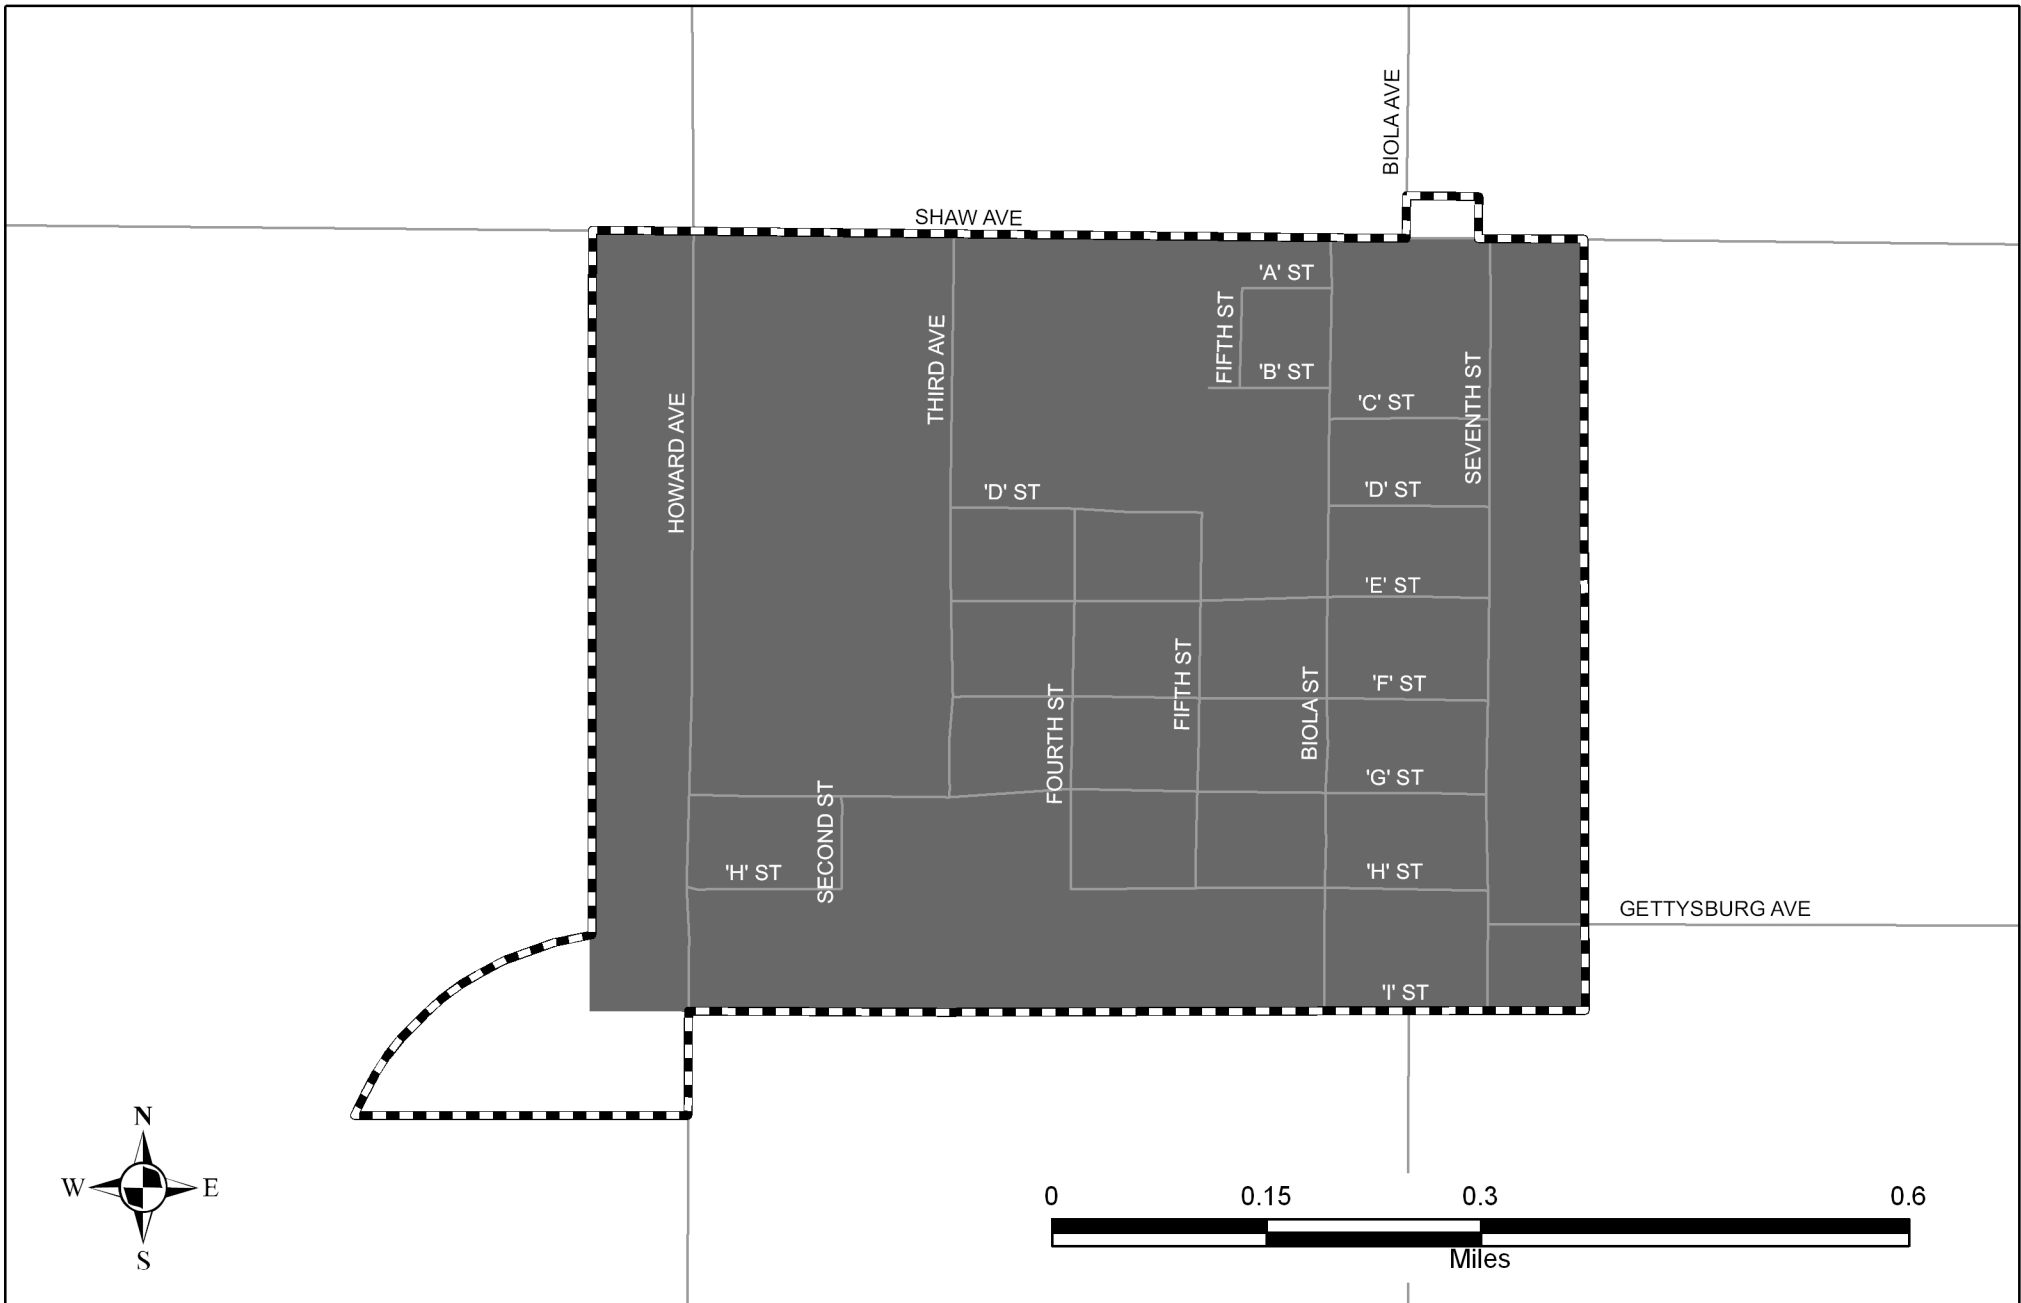 BIOLA AVE
SHAW AVE
'A' ST
FIFTH ST
'B' ST
THIRD AVE
SEVENTH ST
'C' ST
HOWARD AVE
'D' ST
'D' ST
'E' ST
FIFTH ST
BIOLA ST
'F' ST
FOURTH ST
'G' ST
SECOND ST
'H' ST
'H' ST
GETTYSBURG AVE
'I' ST
N
W
E
S
0
0.15
0.3
0.6
Miles